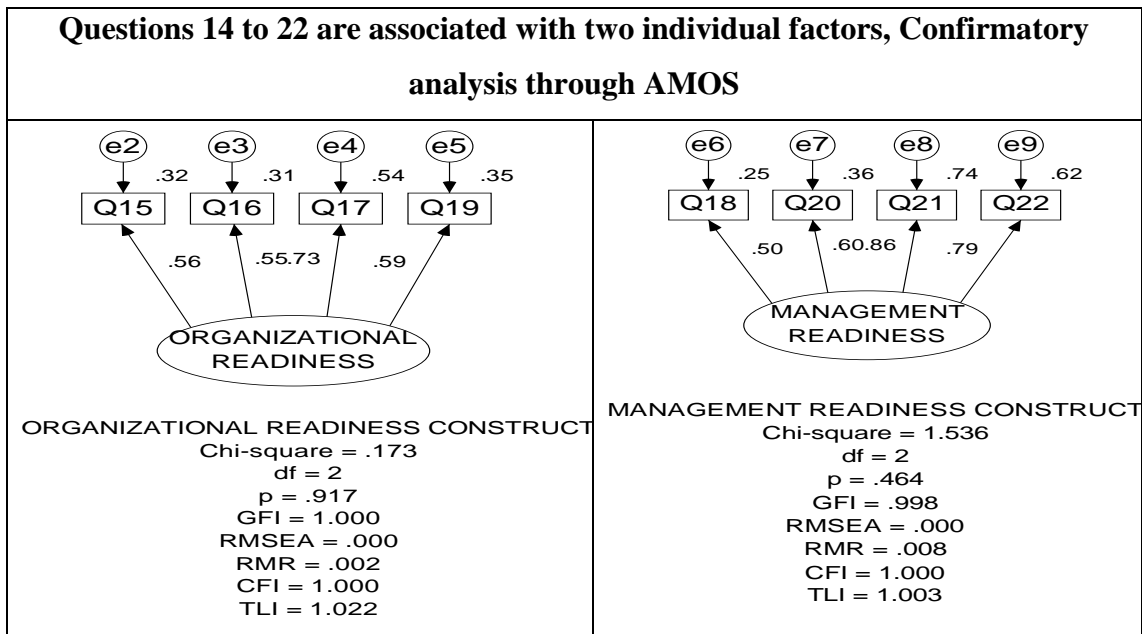 Questions 14 to 22 are associated with two individual factors, Confirmatory
analysis through AMOS
e2 e3 e4 e5
.32 .31 .54 .35
Q15 Q16 Q17 Q19
.56 .55 .73 .59
ORGANIZATIONAL
READINESS
ORGANIZATIONAL READINESS CONSTRUCT
Chi-square = .173
df = 2
p = .917
GFI = 1.000
RMSEA = .000
RMR = .002
CFI = 1.000
TLI = 1.022
e6 e7 e8 e9
.25 .36 .74 .62
Q18 Q20 Q21 Q22
.50 .60 .86 .79
MANAGEMENT
READINESS
MANAGEMENT READINESS CONSTRUCT
Chi-square = 1.536
df = 2
p = .464
GFI = .998
RMSEA = .000
RMR = .008
CFI = 1.000
TLI = 1.003